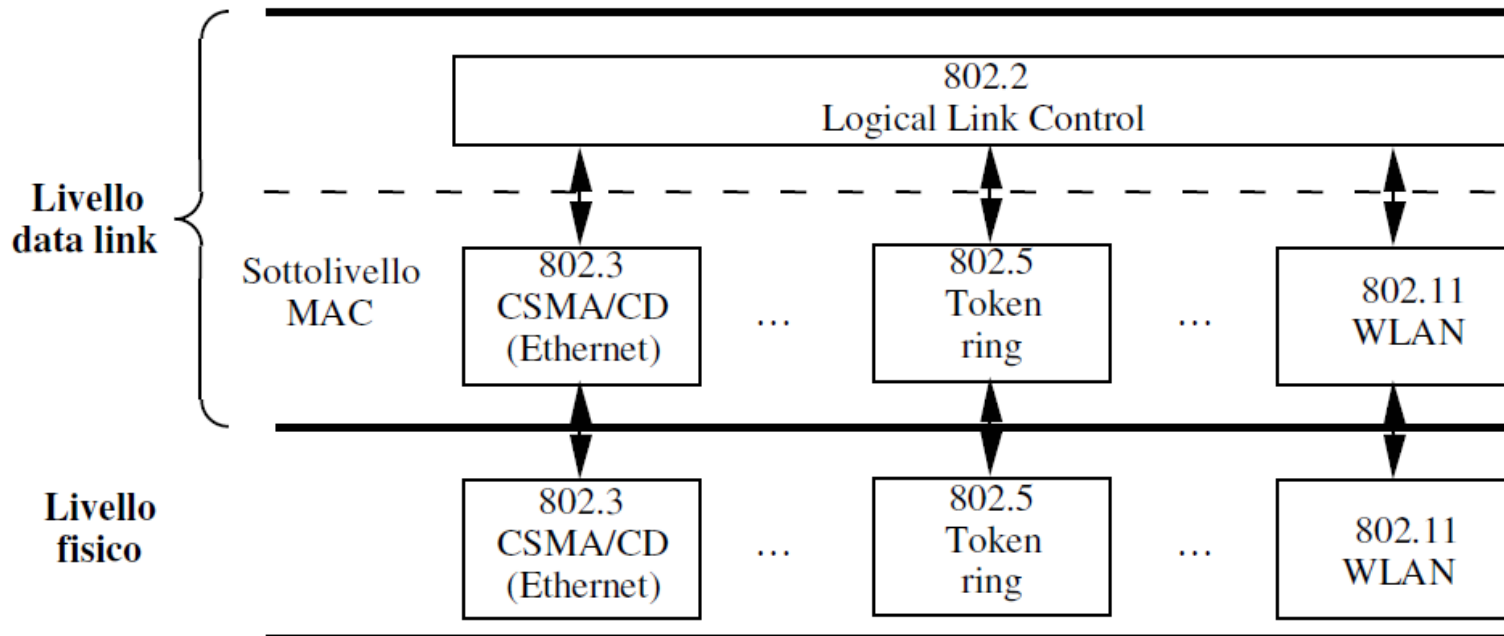 802.2
Logical Link Control
Livello
data link
Sottolivello
MAC
802.3
CSMA/CD
(Ethernet)
...
802.5
Token
ring
...
802.11
WLAN
Livello
fisico
802.3
CSMA/CD
(Ethernet)
...
802.5
Token
ring
...
802.11
WLAN